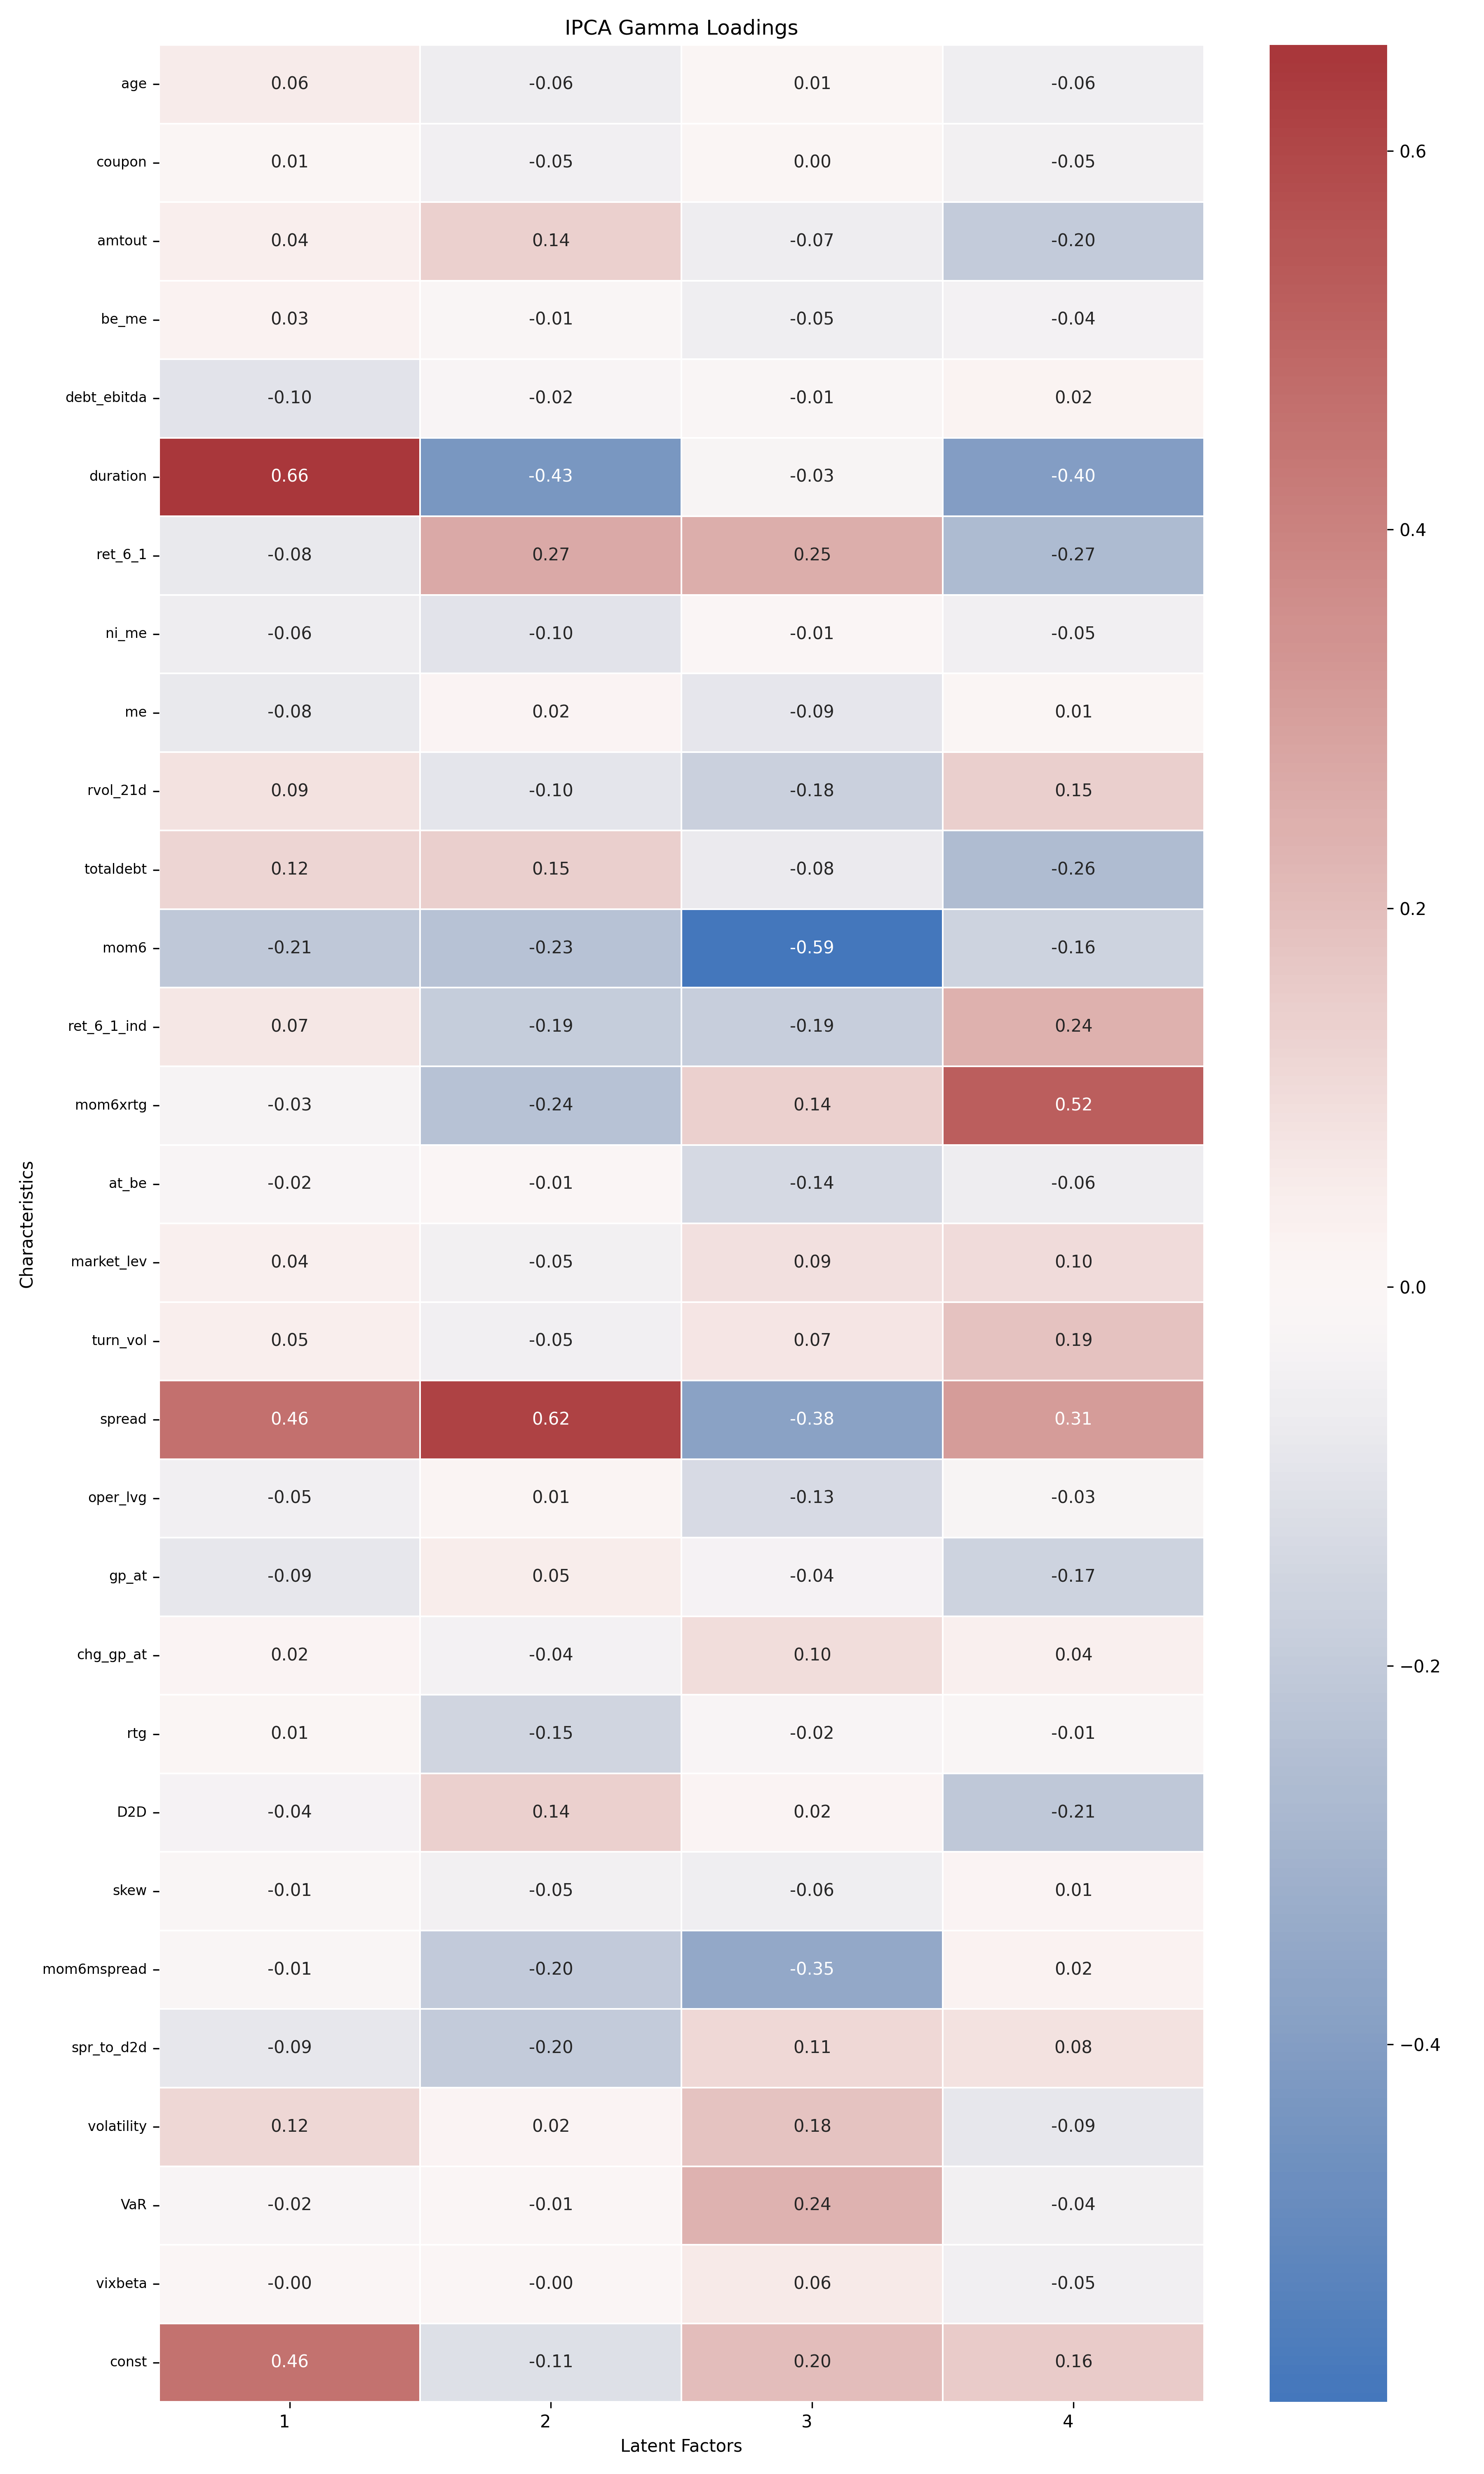 IPCA Gamma Loadings
age 0.06 -0.06 0.01 -0.06
coupon 0.01 -0.05 0.00 -0.05
amtout 0.04 0.14 -0.07 -0.20
be_me 0.03 -0.01 -0.05 -0.04
debt_ebitda -0.10 -0.02 -0.01 0.02
duration 0.66 -0.43 -0.03 -0.40
ret_6_1 -0.08 0.27 0.25 -0.27
ni_me -0.06 -0.10 -0.01 -0.05
me -0.08 0.02 -0.09 0.01
rvol_21d 0.09 -0.10 -0.18 0.15
totaldebt 0.12 0.15 -0.08 -0.26
mom6 -0.21 -0.23 -0.59 -0.16
ret_6_1_ind 0.07 -0.19 -0.19 0.24
mom6xrtg -0.03 -0.24 0.14 0.52
at_be -0.02 -0.01 -0.14 -0.06
market_lev 0.04 -0.05 0.09 0.10
turn_vol 0.05 -0.05 0.07 0.19
spread 0.46 0.62 -0.38 0.31
oper_lvg -0.05 0.01 -0.13 -0.03
gp_at -0.09 0.05 -0.04 -0.17
chg_gp_at 0.02 -0.04 0.10 0.04
rtg 0.01 -0.15 -0.02 -0.01
D2D -0.04 0.14 0.02 -0.21
skew -0.01 -0.05 -0.06 0.01
mom6mspread -0.01 -0.20 -0.35 0.02
spr_to_d2d -0.09 -0.20 0.11 0.08
volatility 0.12 0.02 0.18 -0.09
VaR -0.02 -0.01 0.24 -0.04
vixbeta -0.00 -0.00 0.06 -0.05
const 0.46 -0.11 0.20 0.16
1 2 3 4
Latent Factors
Characteristics
0.6
0.4
0.2
0.0
−0.2
−0.4